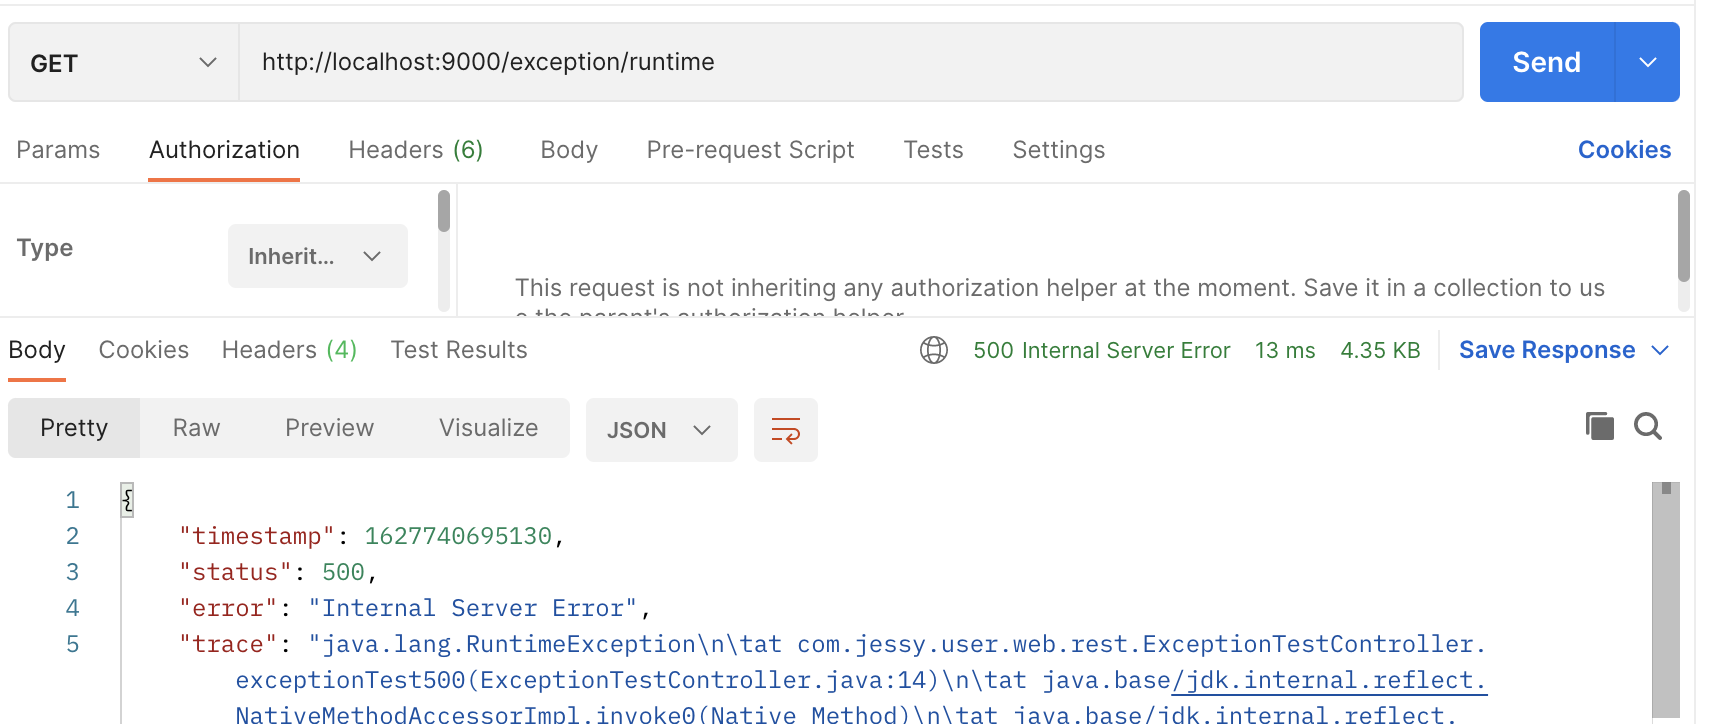 GET http://localhost:9000/exception/runtime Send
Params Authorization Headers (6) Body Pre-request Script Tests Settings Cookies
Type Inherit...
This request is not inheriting any authorization helper at the moment. Save it in a collection to us
e the parent's authorization helper.
Body Cookies Headers (4) Test Results 500 Internal Server Error 13 ms 4.35 KB Save Response
Pretty Raw Preview Visualize JSON
1 {
2 "timestamp": 1627740695130,
3 "status": 500,
4 "error": "Internal Server Error",
5 "trace": "java.lang.RuntimeException\n\tat com.jessy.user.web.rest.ExceptionTestController.
exceptionTest500(ExceptionTestController.java:14)\n\tat java.base/jdk.internal.reflect.
NativeMethodAccessorImpl.invoke0(Native Method)\n\tat java.base/jdk.internal.reflect.